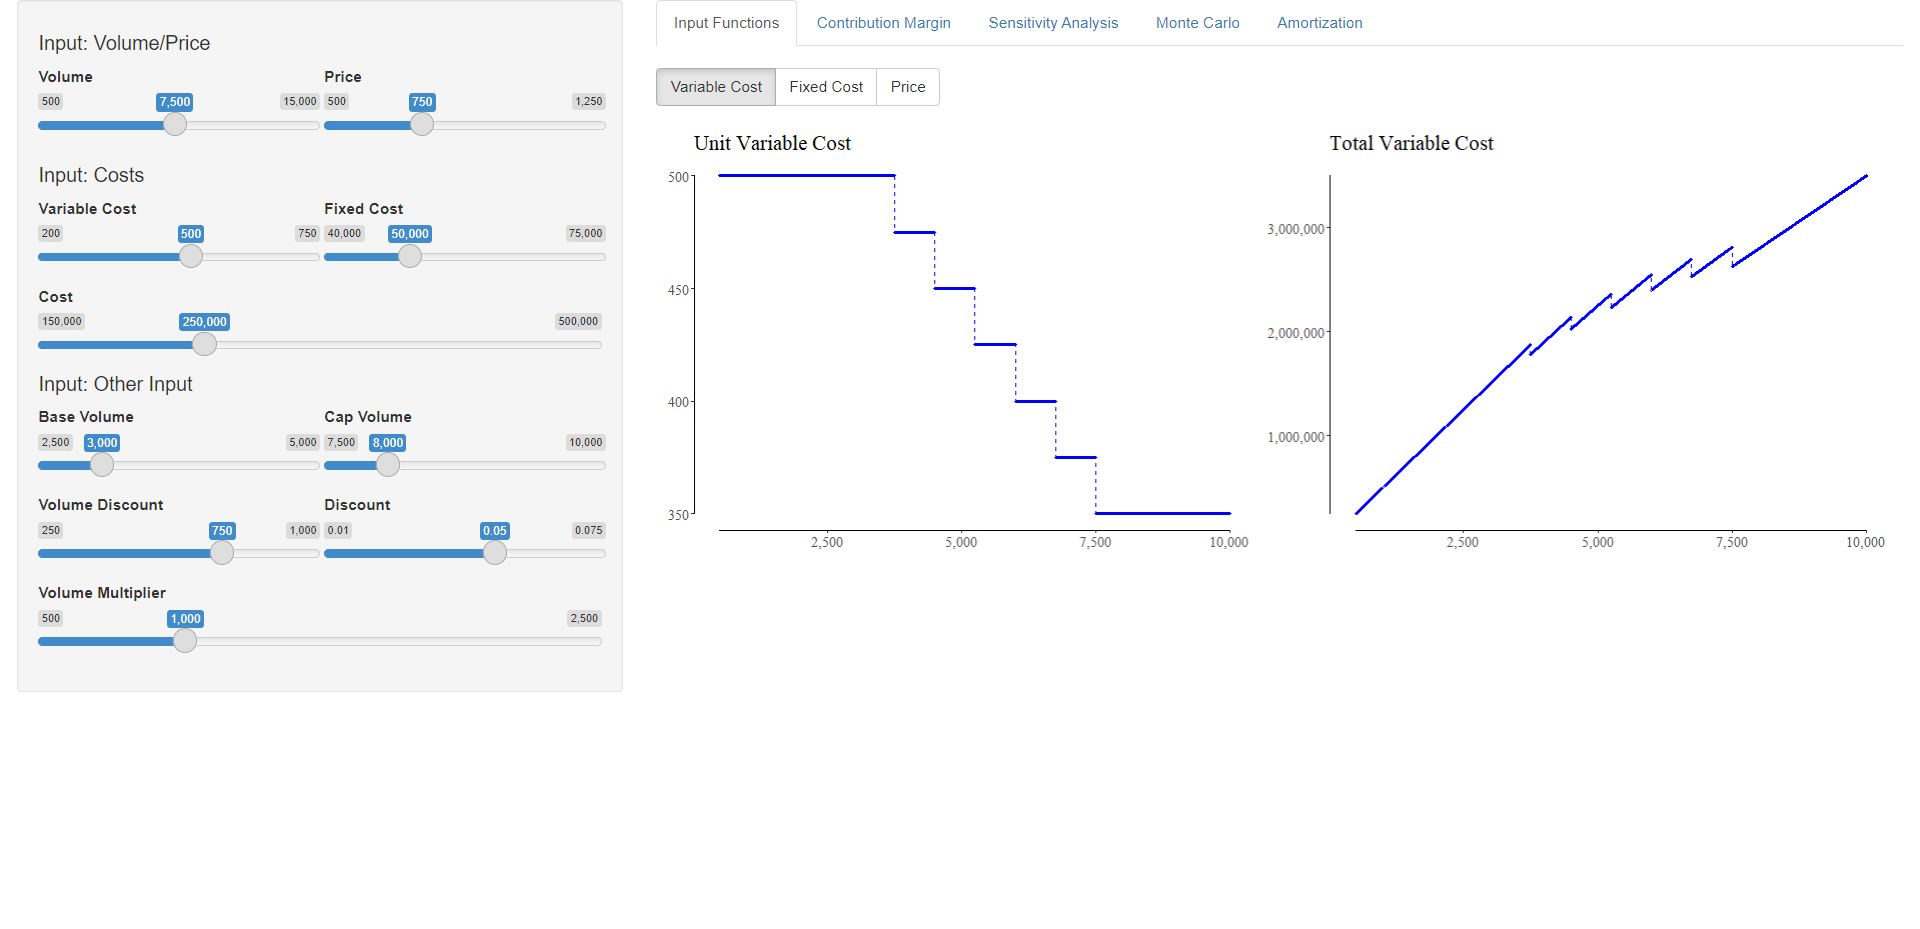 Input: Volume/Price
Volume
Price
500
7,500
15,000
500
750
1,250
Input: Costs
Variable Cost
Fixed Cost
200
500
750
40,000
50,000
75,000
Cost
150,000
250,000
500,000
Input: Other Input
Base Volume
Cap Volume
2,500
3,000
5,000
7,500
8,000
10,000
Volume Discount
Discount
250
750
1,000
0.01
0.05
0.075
Volume Multiplier
500
1,000
2,500
Input Functions
Contribution Margin
Sensitivity Analysis
Monte Carlo
Amortization
Variable Cost
Fixed Cost
Price
Unit Variable Cost
500
450
400
350
2,500
5,000
7,500
10,000
Total Variable Cost
3,000,000
2,000,000
1,000,000
2,500
5,000
7,500
10,000